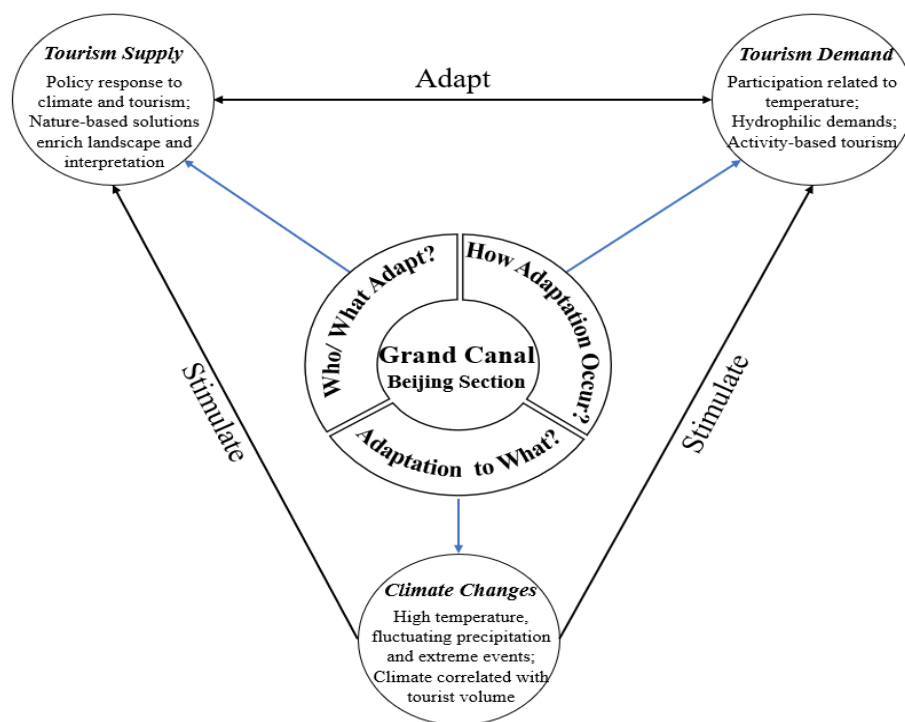 Tourism Supply
Policy response to
climate and tourism;
Nature-based solutions
enrich landscape and
interpretation
Adapt
Tourism Demand
Participation related to
temperature;
Hydrophilic demands;
Activity-based tourism
Who/ What Adapt?
How Adaptation Occur?
Grand Canal
Beijing Section
Adaptation to What?
Stimulate
Stimulate
Climate Changes
High temperature,
fluctuating precipitation
and extreme events;
Climate correlated with
tourist volume